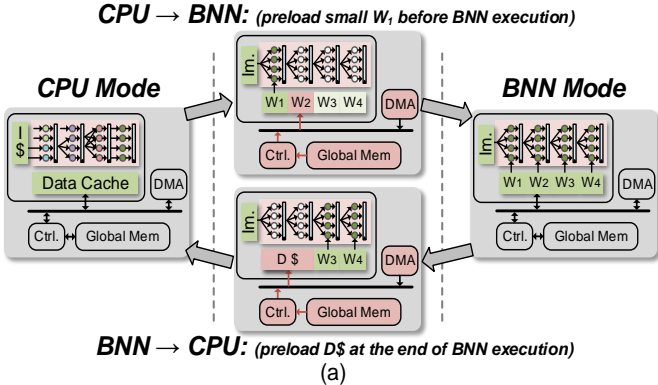 CPU → BNN: (preload small W1 before BNN execution)
CPU Mode
I
$
Data Cache
DMA
Ctrl.
Global Mem
Im.
W1 W2 W3 W4
DMA
Ctrl.
Global Mem
Im.
D $ W3 W4
DMA
Ctrl.
Global Mem
BNN Mode
Im.
W1 W2 W3 W4
DMA
Ctrl.
Global Mem
BNN → CPU: (preload D$ at the end of BNN execution)
(a)